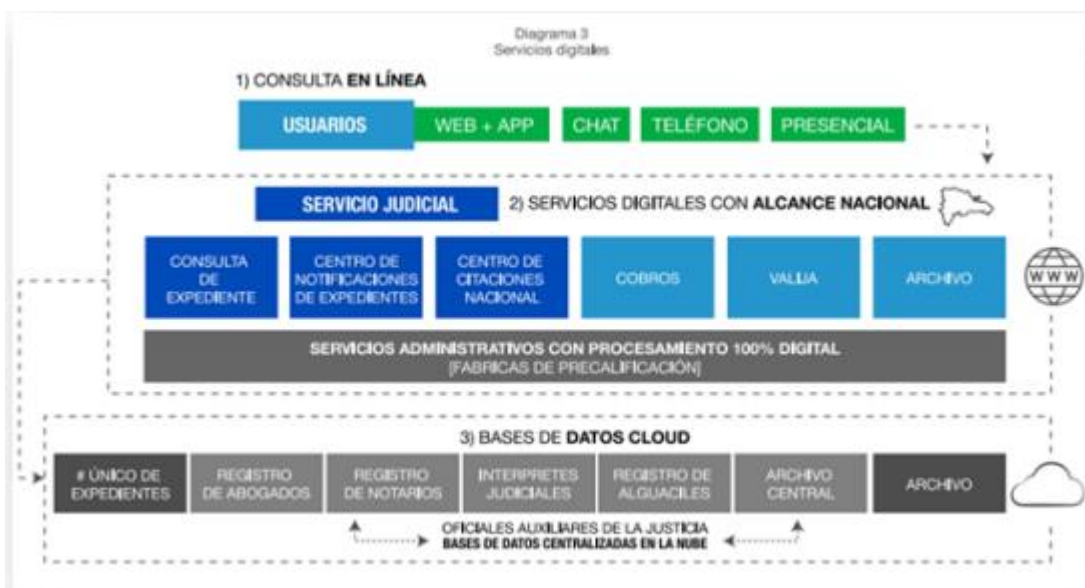 Diagrama 3
Servicios digitales
1) CONSULTA EN LÍNEA
USUARIOS
WEB + APP
CHAT
TELÉFONO
PRESENCIAL
SERVICIO JUDICIAL
2) SERVICIOS DIGITALES CON ALCANCE NACIONAL
CONSULTA
DE
EXPEDIENTE
CENTRO DE
NOTIFICACIONES
DE EXPEDIENTES
CENTRO DE
CITACIONES
NACIONAL
COBROS
VALIJA
ARCHIVO
WWW
SERVICIOS ADMINISTRATIVOS CON PROCESAMIENTO 100% DIGITAL
[FABRICAS DE PRECALIFICACIÓN]
3) BASES DE DATOS CLOUD
# ÚNICO DE
EXPEDIENTES
REGISTRO
DE ABOGADOS
REGISTRO
DE NOTARIOS
INTERPRETES
JUDICIALES
REGISTRO DE
ALGUACILES
ARCHIVO
CENTRAL
ARCHIVO
OFICIALES AUXILIARES DE LA JUSTICIA
BASES DE DATOS CENTRALIZADAS EN LA NUBE